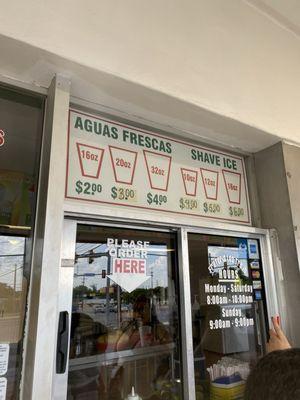 AGUAS FRESCAS
16oz 20oz 32oz
$2.00 $3.00 $4.00
SHAVE ICE
10oz 12oz 16oz
$4.00 $5.00 $6.00
PLEASE
ORDER
HERE
HOURS
Monday - Saturday
8:00am - 10:00pm
Sunday
9:00am - 9:00pm